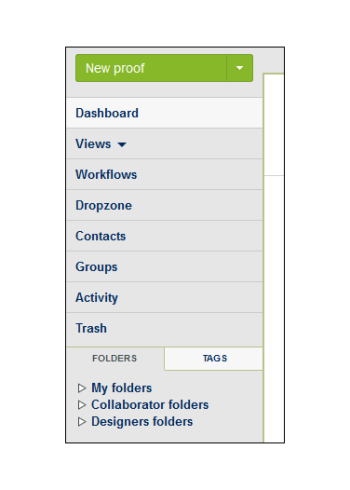 New proof
Dashboard
Views
Workflows
Dropzone
Contacts
Groups
Activity
Trash
FOLDERS
TAGS
My folders
Collaborator folders
Designers folders